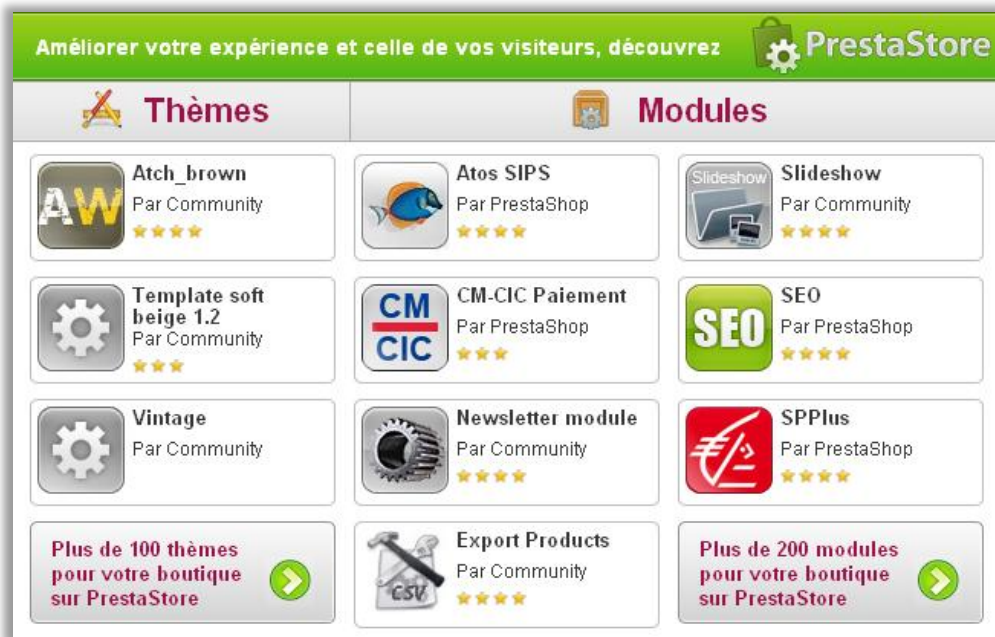 Améliorer votre expérience et celle de vos visiteurs, découvrez PrestaStore
Thèmes
Modules
AW
Atch_brown
Par Community
Atos SIPS
Par PrestaShop
Slideshow
Slideshow
Par Community
Template soft
beige 1.2
Par Community
CM
CIC
CM-CIC Paiement
Par PrestaShop
SEO
SEO
Par PrestaShop
Vintage
Par Community
Newsletter module
Par Community
SPPlus
Par PrestaShop
Plus de 100 thèmes
pour votre boutique
sur PrestaStore
CSV
Export Products
Par Community
Plus de 200 modules
pour votre boutique
sur PrestaStore